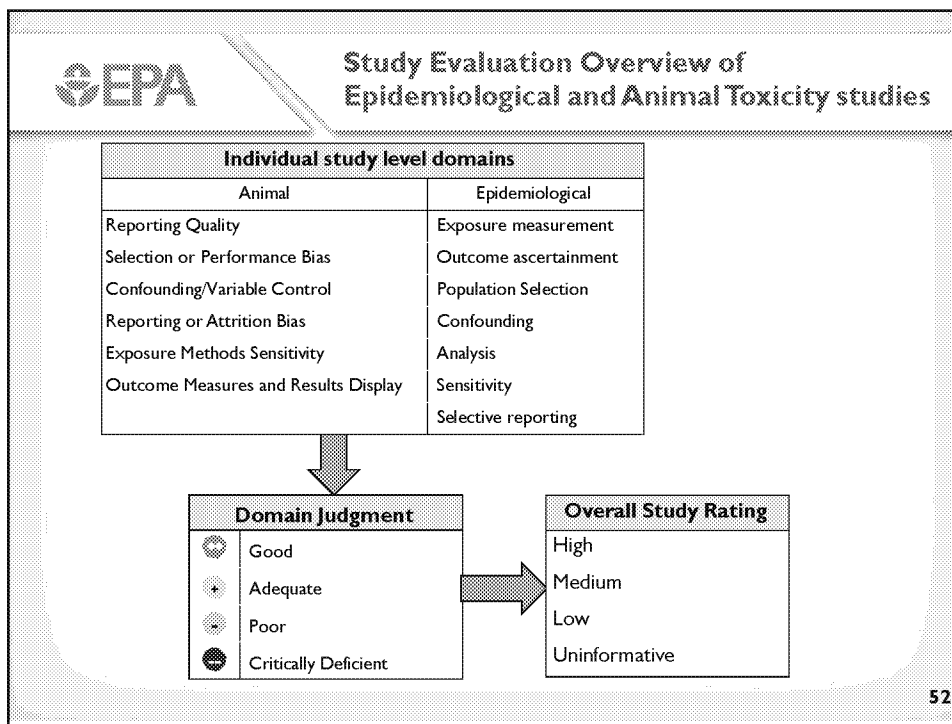 EPA
Study Evaluation Overview of
Epidemiological and Animal Toxicity studies
Individual study level domains
Animal
Epidemiological
Reporting Quality
Exposure measurement
Selection or Performance Bias
Outcome ascertainment
Confounding/Variable Control
Population Selection
Reporting or Attrition Bias
Confounding
Exposure Methods Sensitivity
Analysis
Outcome Measures and Results Display
Sensitivity
Selective reporting
Domain Judgment
Good
+ Adequate
- Poor
Critically Deficient
Overall Study Rating
High
Medium
Low
Uninformative
52